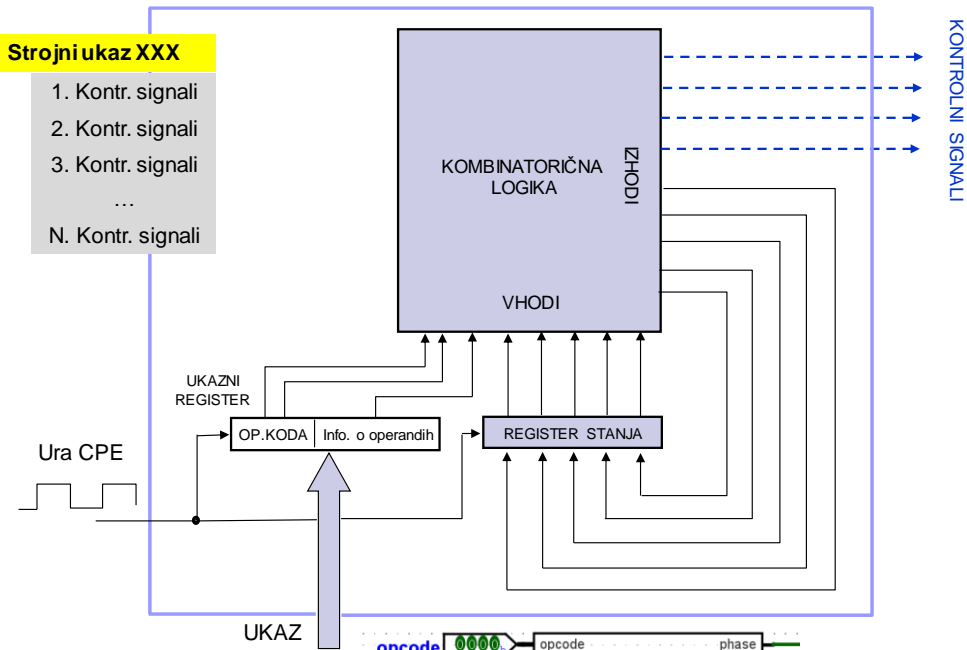 Strojni ukaz XXX
1. Kontr. signali
2. Kontr. signali
3. Kontr. signali
...
N. Kontr. signali
KOMBINATORIČNA
LOGIKA
IZHODI
VHODI
KONTROLNI SIGNALI
UKAZNI
REGISTER
OP.KODA
Info. o operandih
REGISTER STANJA
Ura CPE
UKAZ
opcode
0000
opcode
phase